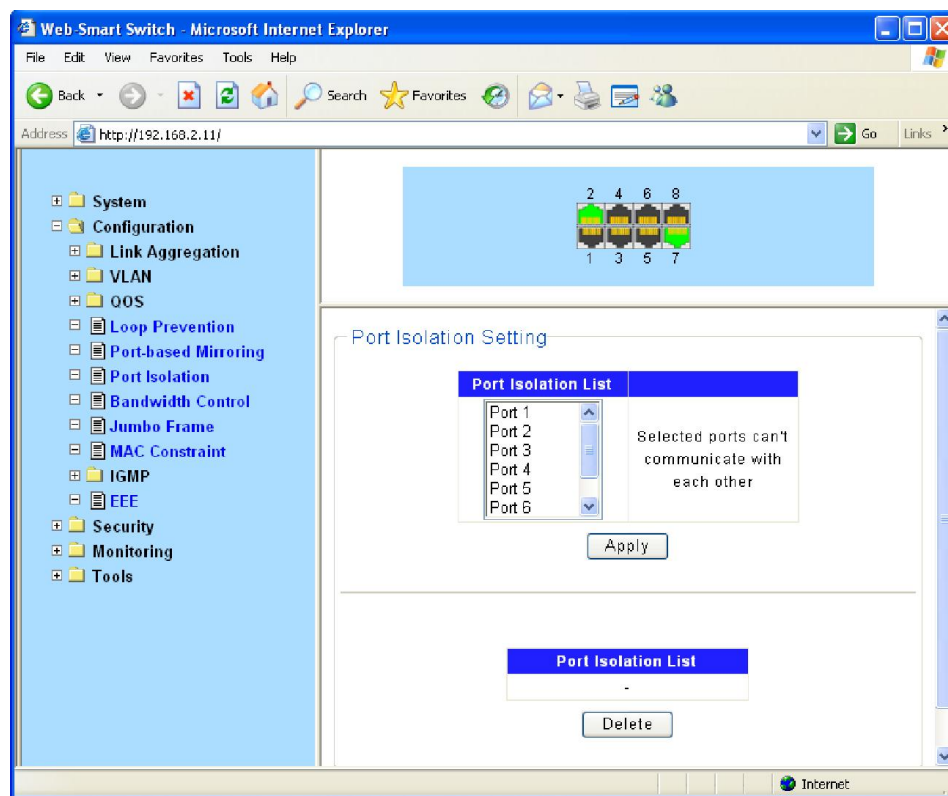 Web-Smart Switch - Microsoft Internet Explorer
File Edit View Favorites Tools Help
Back Search Favorites
Address http://192.168.2.11/ Go Links
System
Configuration
Link Aggregation
VLAN
QOS
Loop Prevention
Port-based Mirroring
Port Isolation
Bandwidth Control
Jumbo Frame
MAC Constraint
IGMP
EEE
Security
Monitoring
Tools
2 4 6 8
1 3 5 7
Port Isolation Setting
Port Isolation List
Port 1
Port 2
Port 3
Port 4
Port 5
Port 6
Selected ports can't
communicate with
each other
Apply
Port Isolation List
-
Delete
Internet